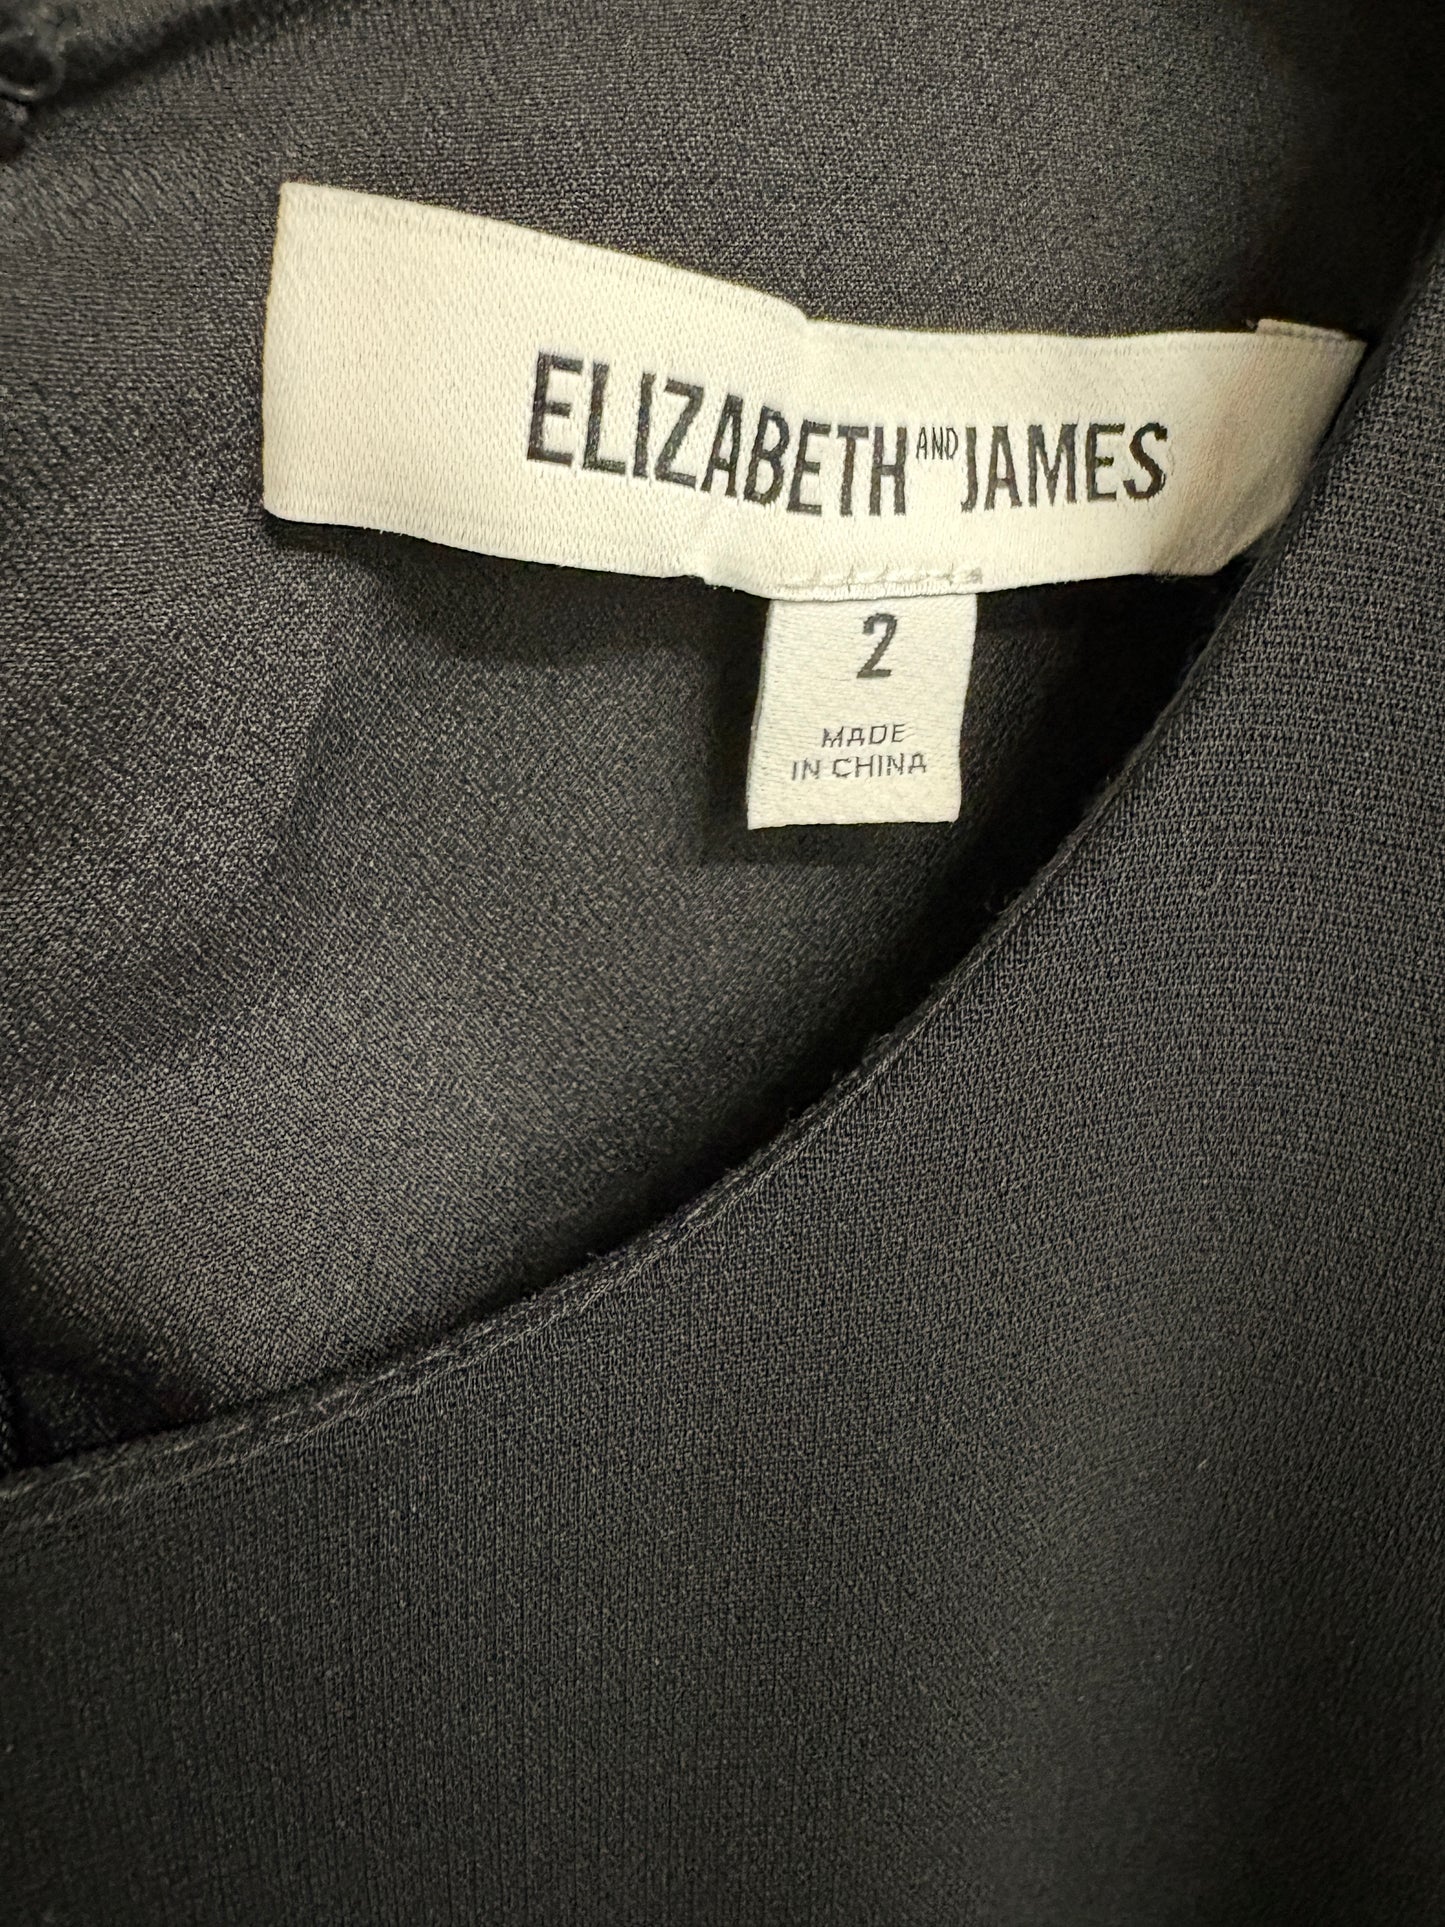 ELIZABETH AND JAMES
2
MADE
IN CHINA